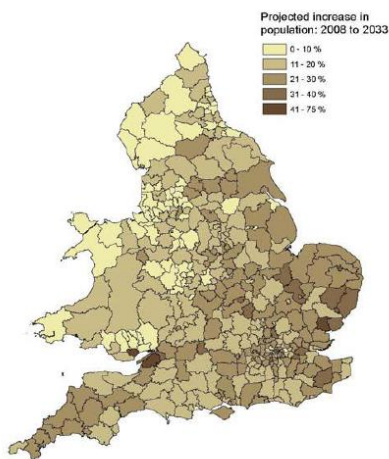 Projected increase in
population: 2008 to 2033
0 - 10 %
11 - 20 %
21 - 30 %
31 - 40 %
41 - 75 %